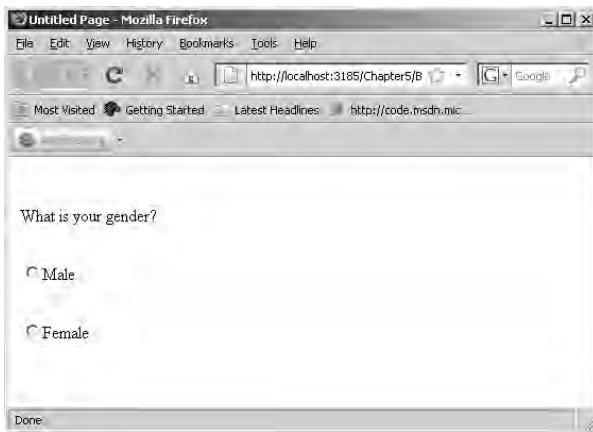 Untitled Page - Mozilla Firefox
File Edit View History Bookmarks Tools Help
http://localhost:3185/Chapter5/B
G Google
Most Visited Getting Started Latest Headlines http://code.msdn.mic...
What is your gender?
Male
Female
Done